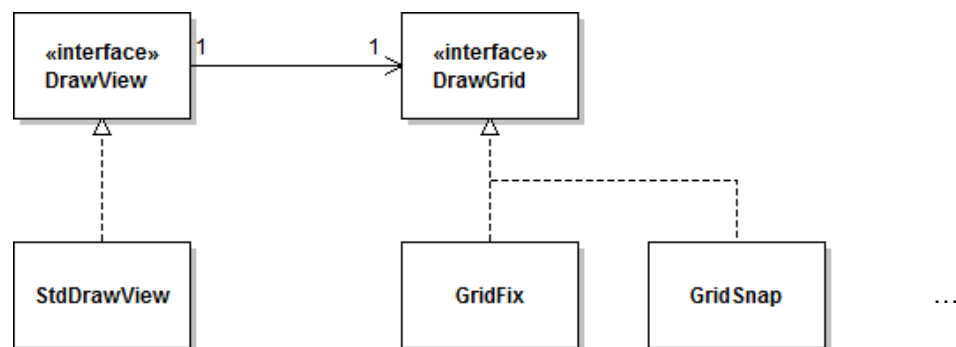 «interface»
DrawView
1
1
«interface»
DrawGrid
StdDrawView
GridFix
GridSnap
...